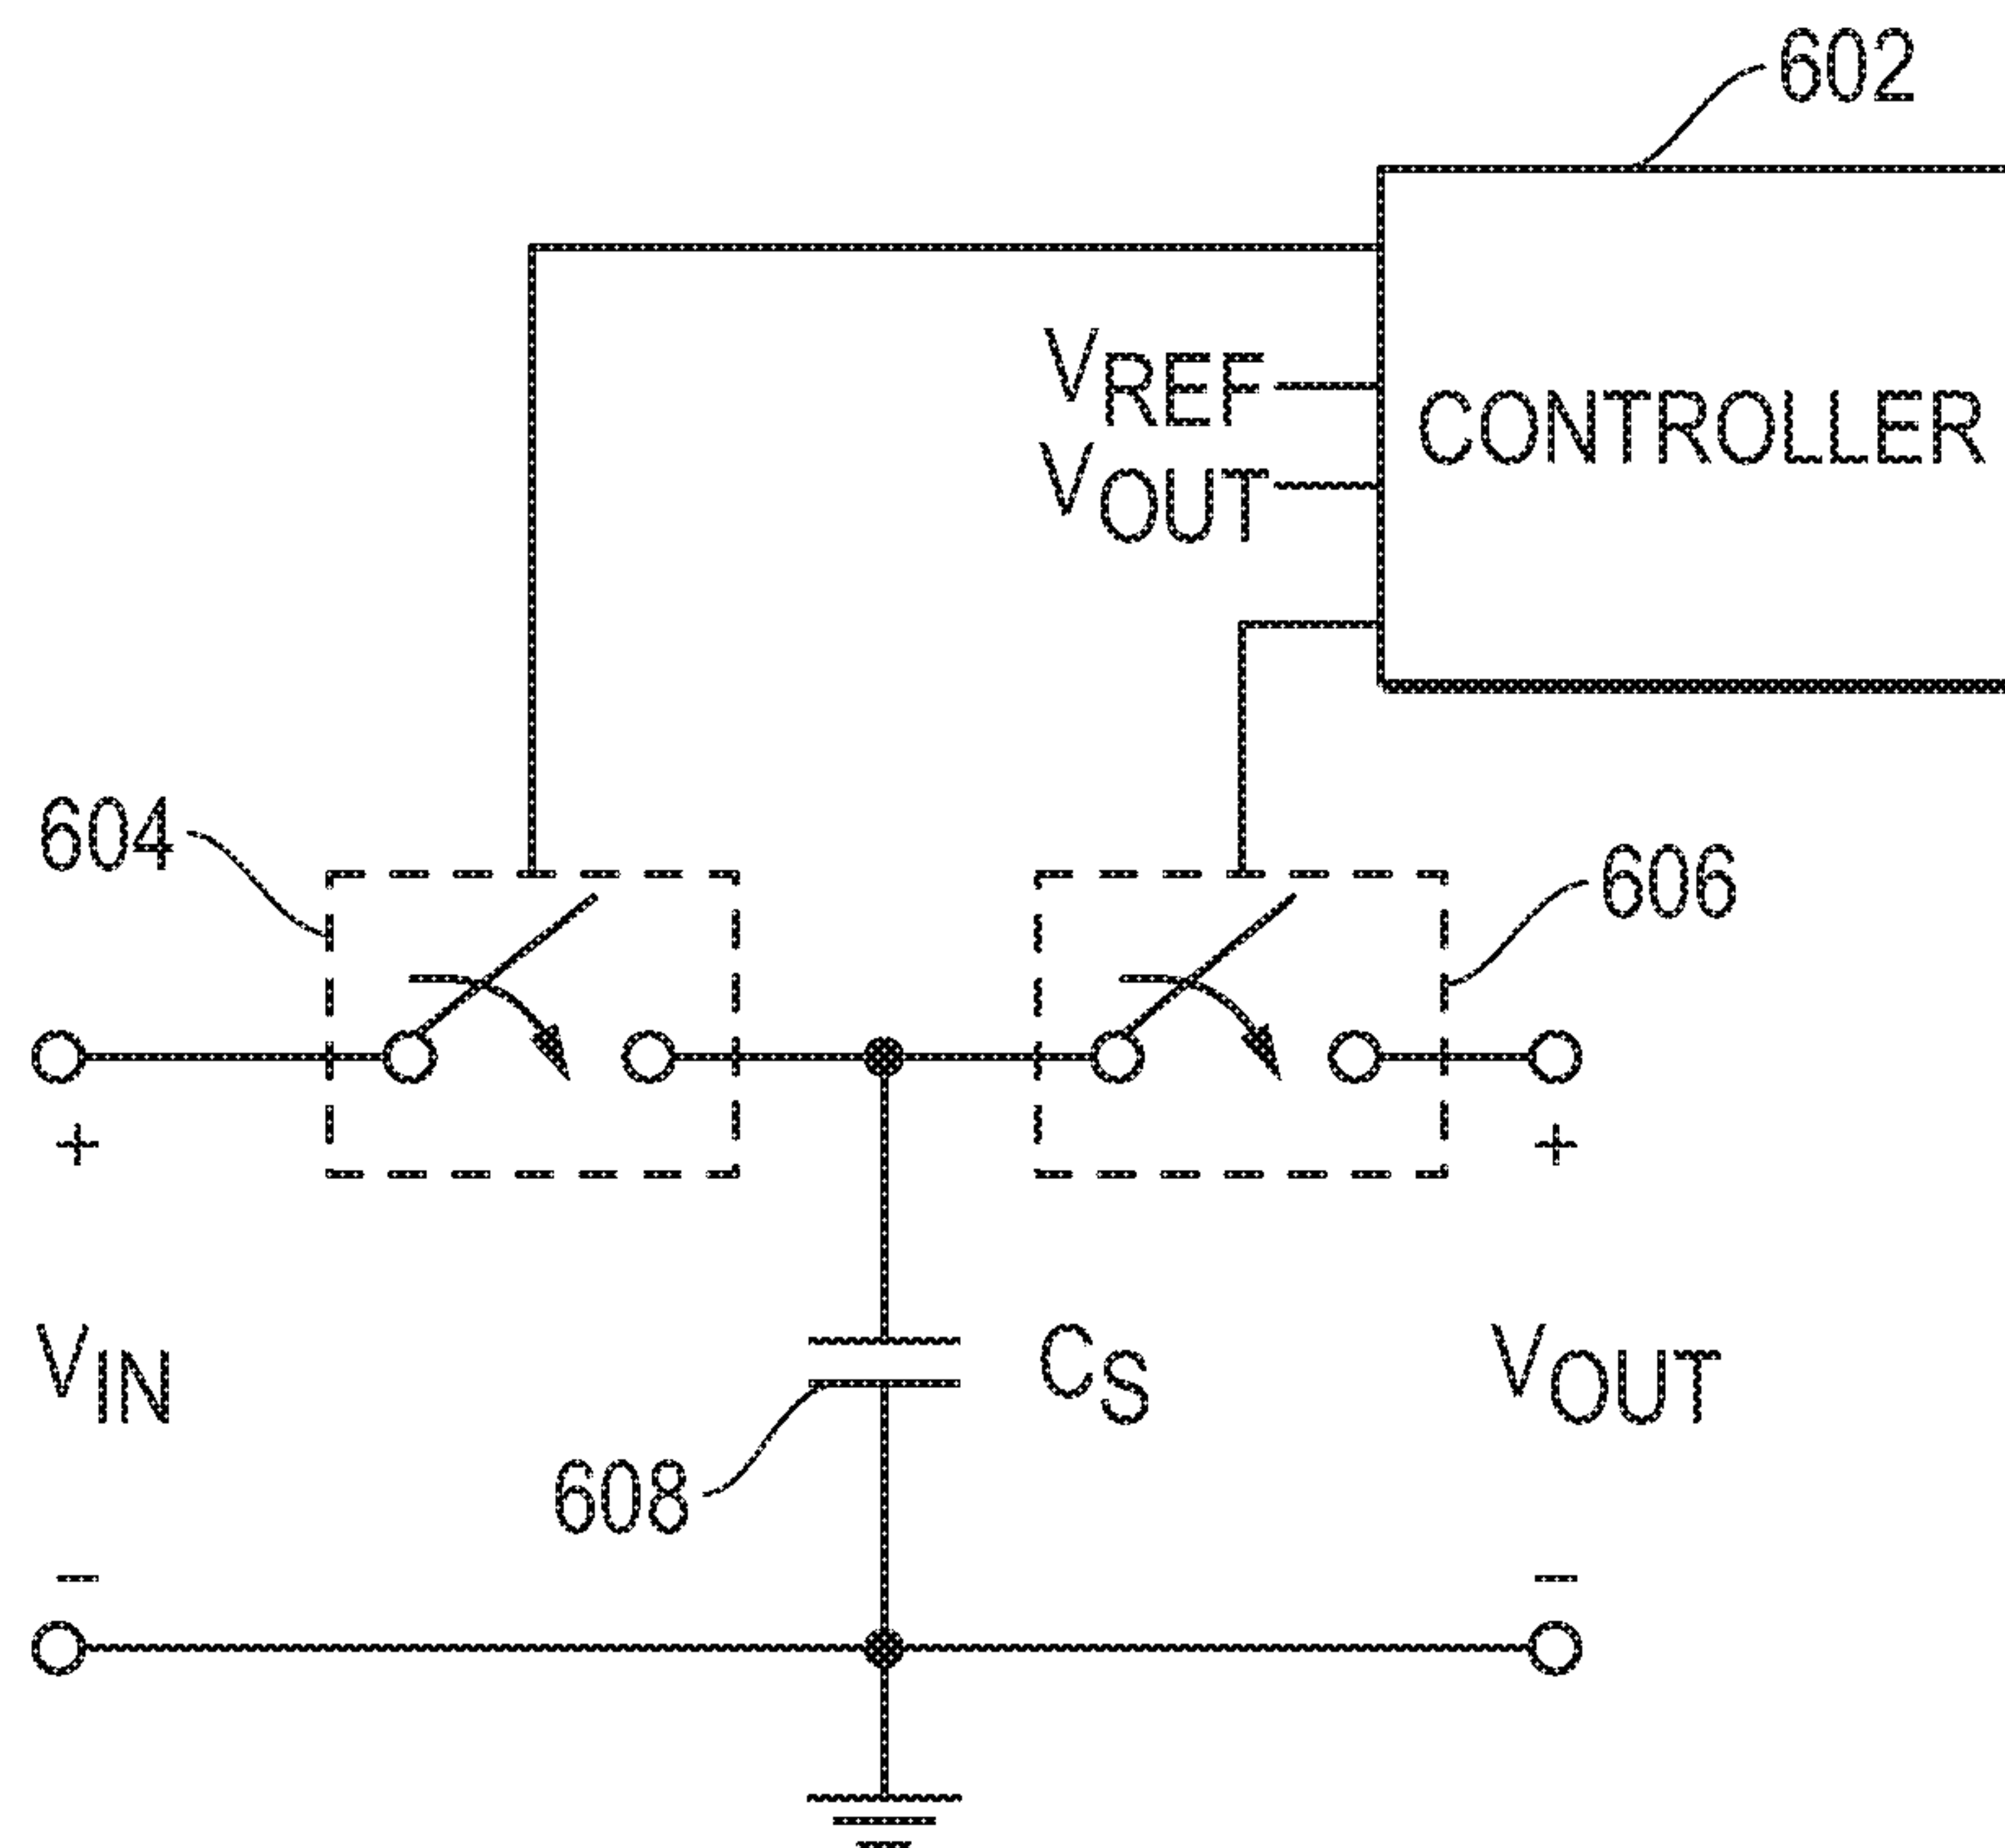 602
VREF
CONTROLLER
VOUT
604
606
+
+
VIN
CS
VOUT
608
−
−